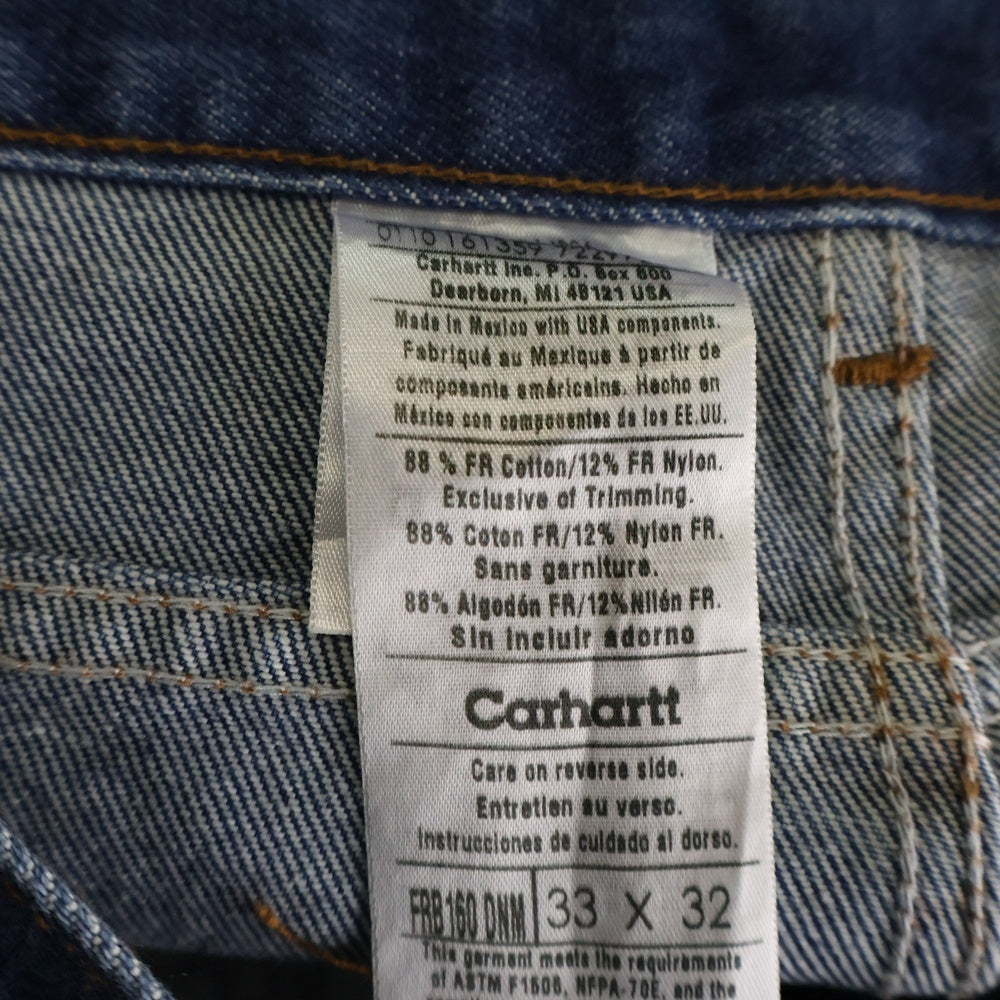 Carhartt Inc. P.O. Box 600
Dearborn, MI 48121 USA
Made in Mexico with USA components.
Fabriqué au Mexique à partir de
composants américains. Hecho en
México con componentes de los EE.UU.
88 % FR Cotton/12% FR Nylon.
Exclusive of Trimming.
88% Coton FR/12% Nylon FR.
Sans garniture.
88% Algodón FR/12%Nilón FR.
Sin incluir adorno
Carhartt
Care on reverse side.
Entretien au verso.
Instrucciones de cuidado al dorso.
FRB160 DNM 33 X 32
This garment meets the requirements
of ASTM F1506, NFPA-70E, and the